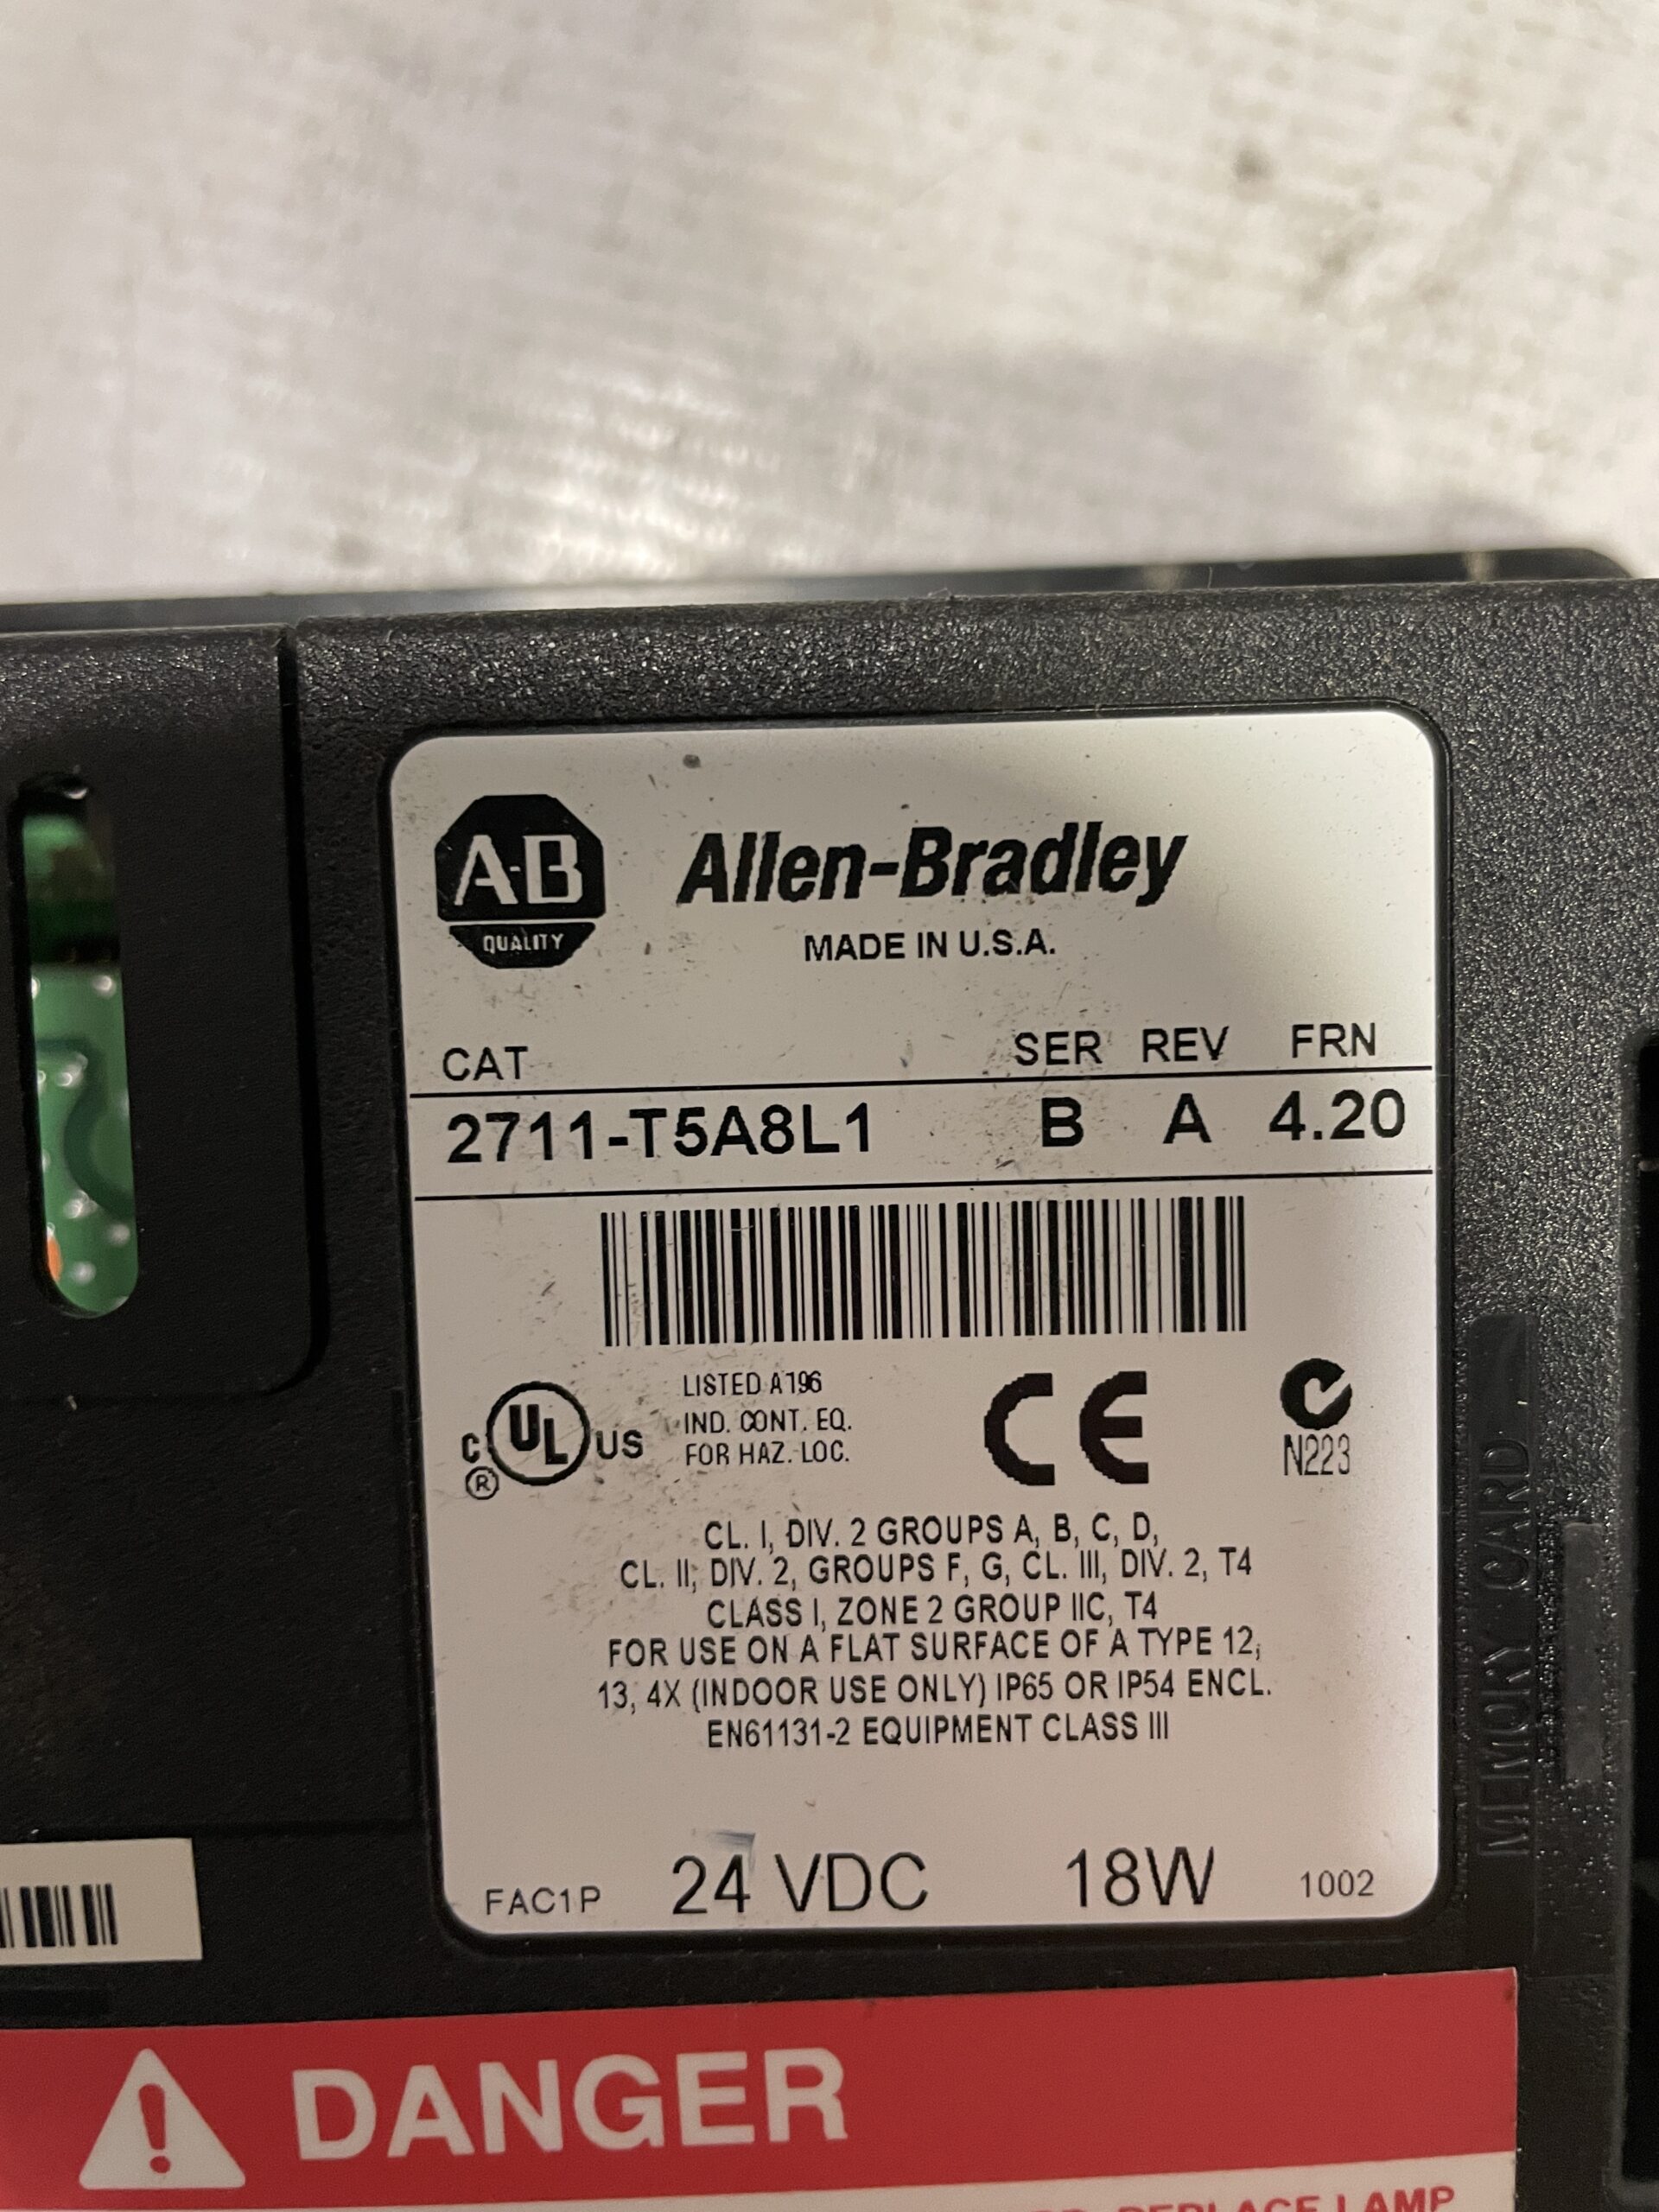 A-B
QUALITY
Allen-Bradley
MADE IN U.S.A.
CAT SER REV FRN
2711-T5A8L1 B A 4.20
C UL US
®
LISTED A196
IND. CONT. EQ.
FOR HAZ. LOC.
CE
N223
CL. I, DIV. 2 GROUPS A, B, C, D,
CL. II, DIV. 2, GROUPS F, G, CL. III, DIV. 2, T4
CLASS I, ZONE 2 GROUP IIC, T4
FOR USE ON A FLAT SURFACE OF A TYPE 12,
13, 4X (INDOOR USE ONLY) IP65 OR IP54 ENCL.
EN61131-2 EQUIPMENT CLASS III
FAC1P 24 VDC 18W 1002
MEMORY CARD
DANGER
REPLACE LAMP